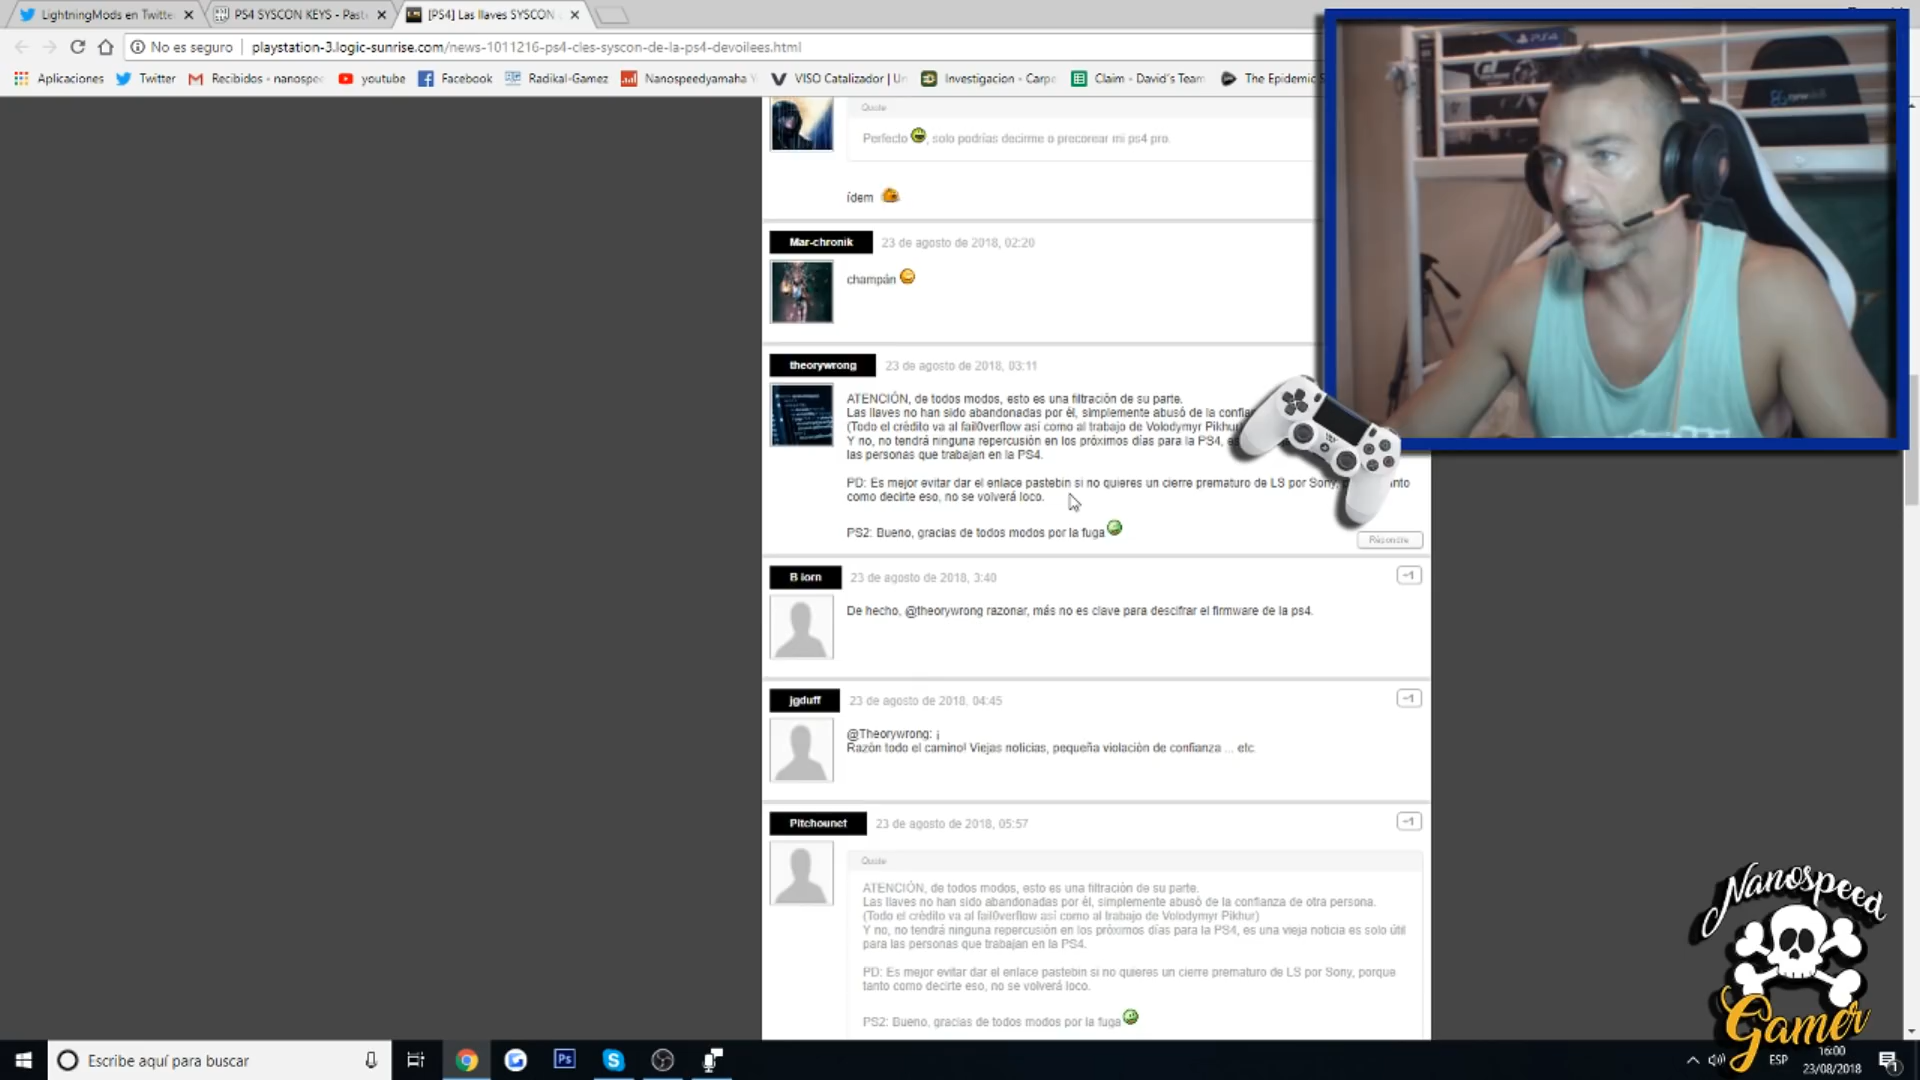 LightningMods en Twitte
PS4 SYSCON KEYS - Past
[PS4] Las llaves SYSCON
No es seguro
playstation-3.logic-sunrise.com/news-1011216-ps4-cles-syscon-de-la-ps4-devoilees.html
Aplicaciones
Twitter
Recibidos - nanospe
youtube
Facebook
Radikal-Gamez
Nanospeedyamaha
VISO Catalizador | Un
Investigacion - Carpe
Claim - David's Team
The Epidemic S
Quote
Perfecto , solo podrías decirme o precorear mi ps4 pro.
ídem
Mar-chronik
23 de agosto de 2018, 02:20
champán
theorywrong
23 de agosto de 2018, 03:11
ATENCIÓN, de todos modos, esto es una filtración de su parte.
Las llaves no han sido abandonadas por él, simplemente abusó de la confia
(Todo el crédito va al fail0verflow así como al trabajo de Volodymyr Pikhur
Y no, no tendrá ninguna repercusión en los próximos días para la PS4, es
las personas que trabajan en la PS4.
PD: Es mejor evitar dar el enlace pastebin si no quieres un cierre prematuro de LS por Sony, anto
como decirte eso, no se volverá loco.
PS2: Bueno, gracias de todos modos por la fuga
Répondre
B lorn
23 de agosto de 2018, 3:40
~1
De hecho, @theorywrong razonar, más no es clave para descifrar el firmware de la ps4.
jgduff
23 de agosto de 2018, 04:45
~1
@Theorywrong: ¡
Razón todo el camino! Viejas noticias, pequeña violación de confianza ... etc.
Pitchounet
23 de agosto de 2018, 05:57
~1
Quote
ATENCIÓN, de todos modos, esto es una filtración de su parte.
Las llaves no han sido abandonadas por él, simplemente abusó de la confianza de otra persona.
(Todo el crédito va al fail0verflow así como al trabajo de Volodymyr Pikhur)
Y no, no tendrá ninguna repercusión en los próximos días para la PS4, es una vieja noticia es solo útil
para las personas que trabajan en la PS4.
PD: Es mejor evitar dar el enlace pastebin si no quieres un cierre prematuro de LS por Sony, porque
tanto como decirte eso, no se volverá loco.
PS2: Bueno, gracias de todos modos por la fuga
Nanospeed
Gamer
Escribe aquí para buscar
ESP
16:00
23/08/2018